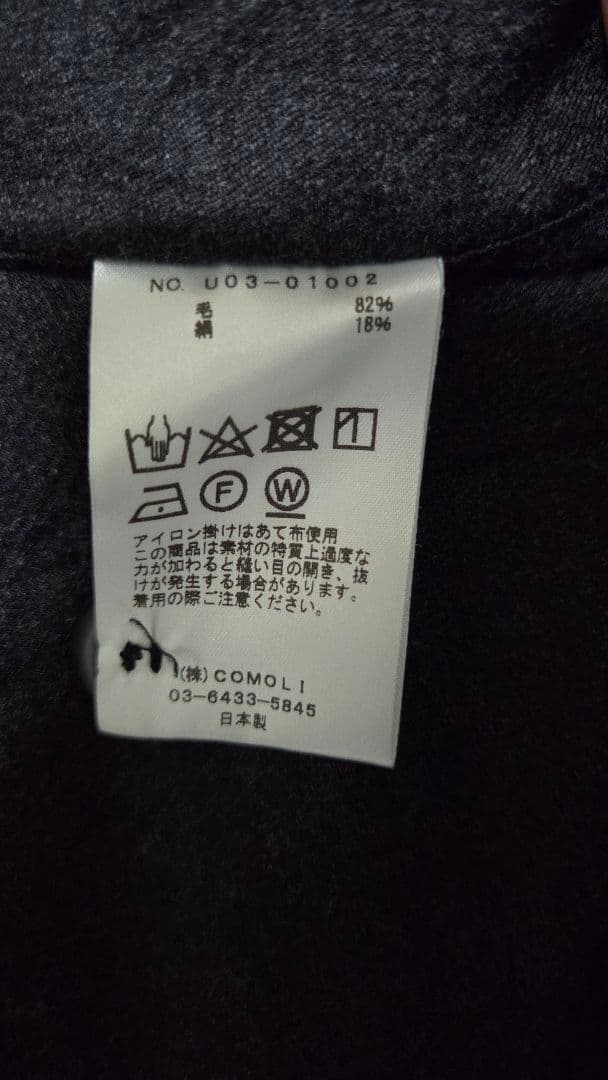 NO. U03-01002
毛 82%
絹 18%
F W
アイロン掛けはあて布使用
この商品は素材の特質上過度な
力が加わると縫い目の開き、抜
けが発生する場合があります。
着用の際ご注意ください。
(株)COMOLI
03-6433-5845
日本製